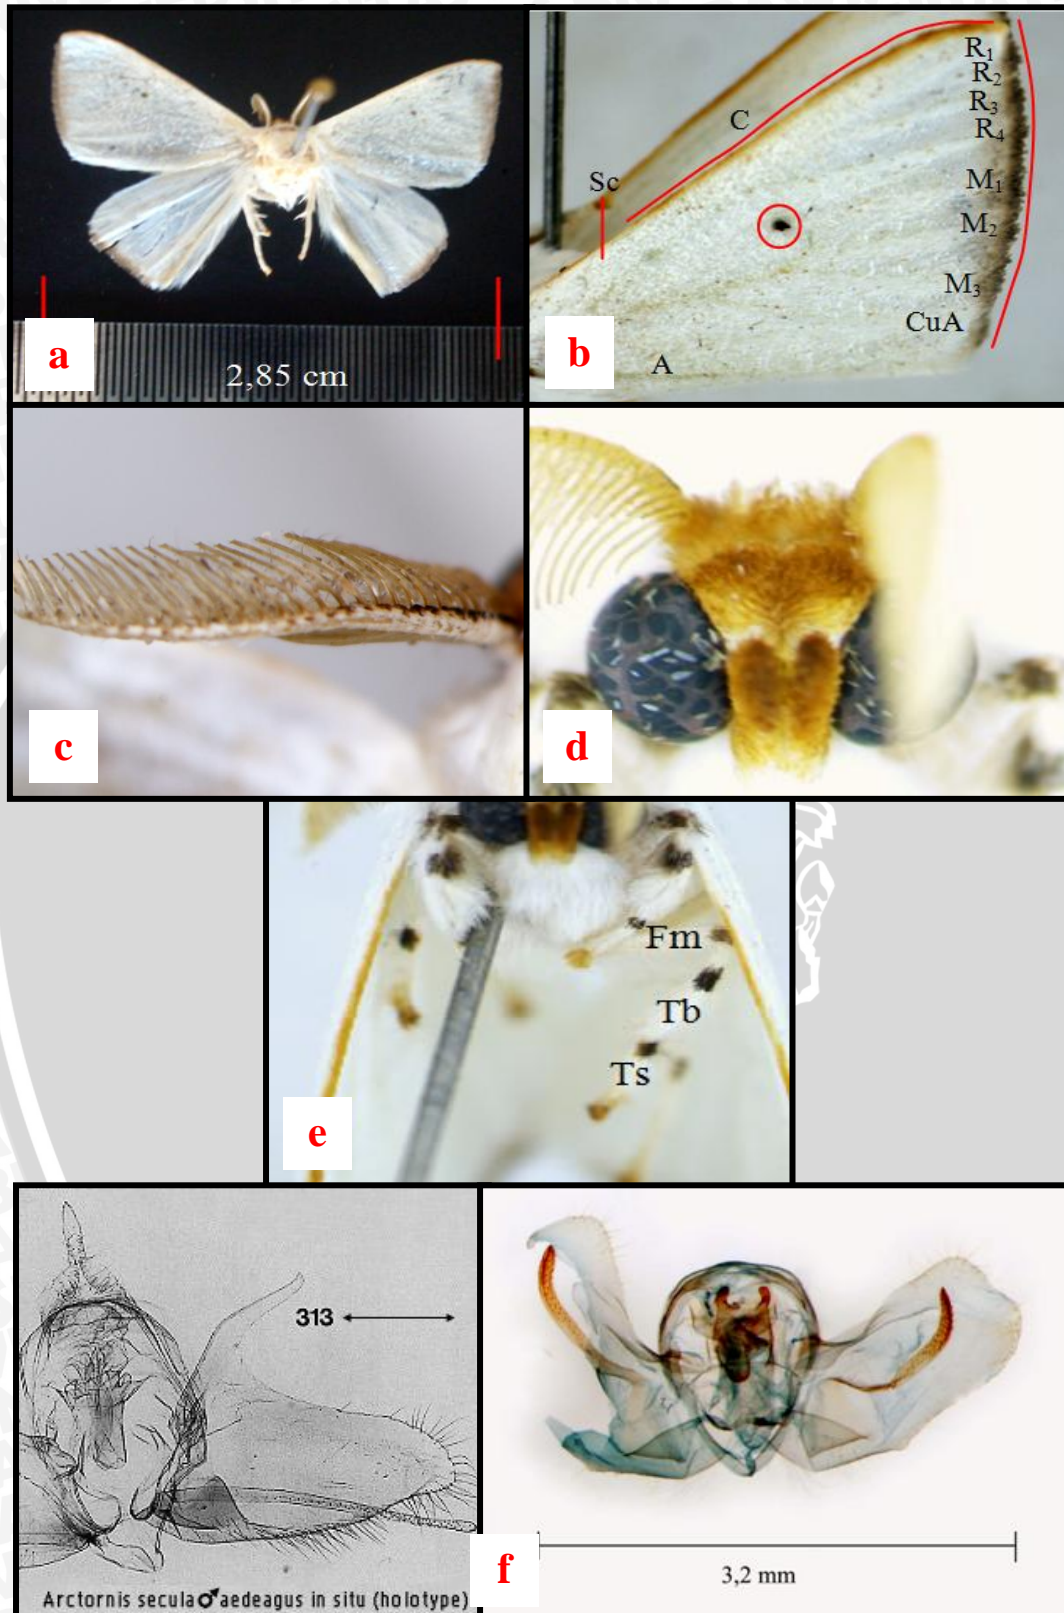 a
2,85 cm
b
C
Sc
R1
R2
R3
R4
M1
M2
M3
CuA
A
c
d
e
Fm
Tb
Ts
313
Arctornis secula ♂ aedeagus in situ (holotype)
f
3,2 mm